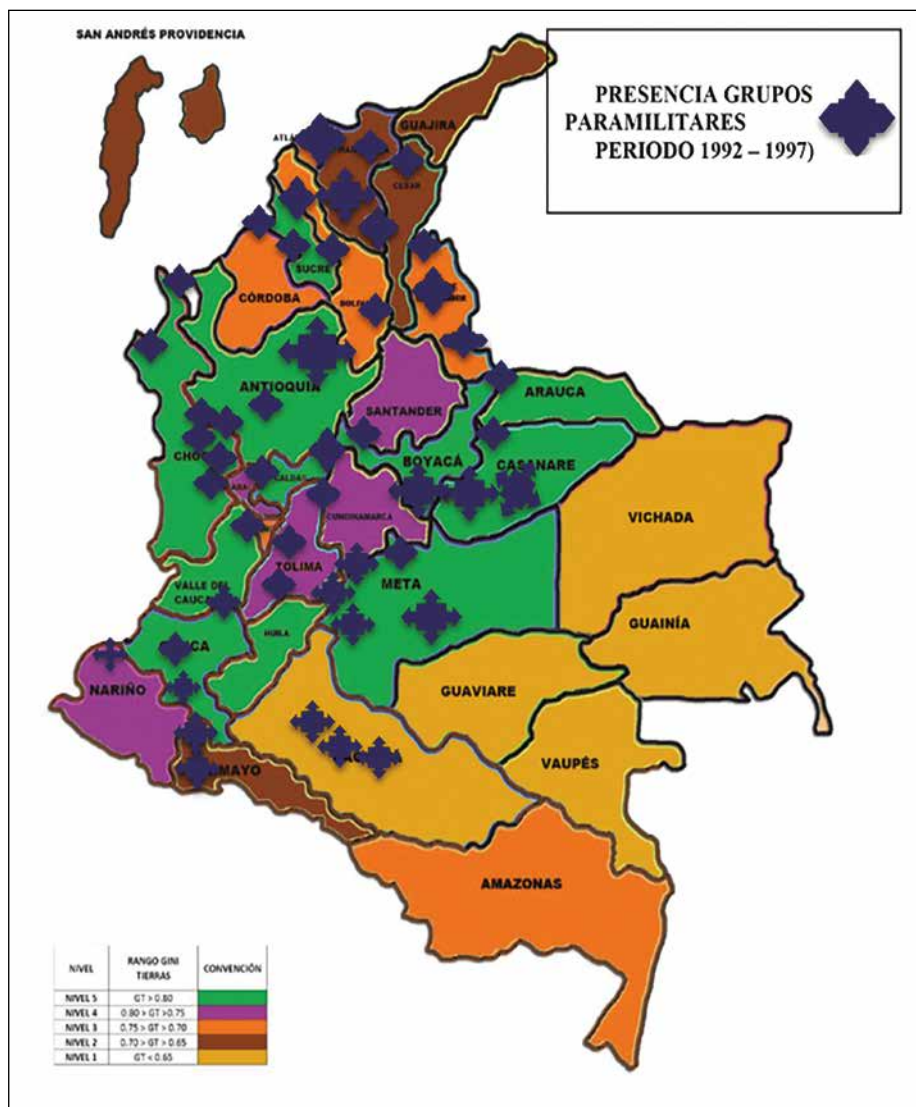 SAN ANDRÉS PROVIDENCIA
PRESENCIA GRUPOS
PARAMILITARES
PERIODO 1992 – 1997)
GUAJIRA
CESAR
SUCRE
CÓRDOBA
ANTIOQUIA
SANTANDER
ARAUCA
BOYACÁ
CASANARE
CUNDINAMARCA
VICHADA
TOLIMA
META
VALLE DEL
CAUCA
GUAINÍA
HUILA
NARIÑO
GUAVIARE
VAUPÉS
AMAZONAS
NIVEL RANGO GINI TIERRAS CONVENCIÓN
NIVEL 5 GT > 0.80
NIVEL 4 0.80 > GT >0.75
NIVEL 3 0.75 > GT > 0.70
NIVEL 2 0.70 > GT > 0.65
NIVEL 1 GT < 0.65